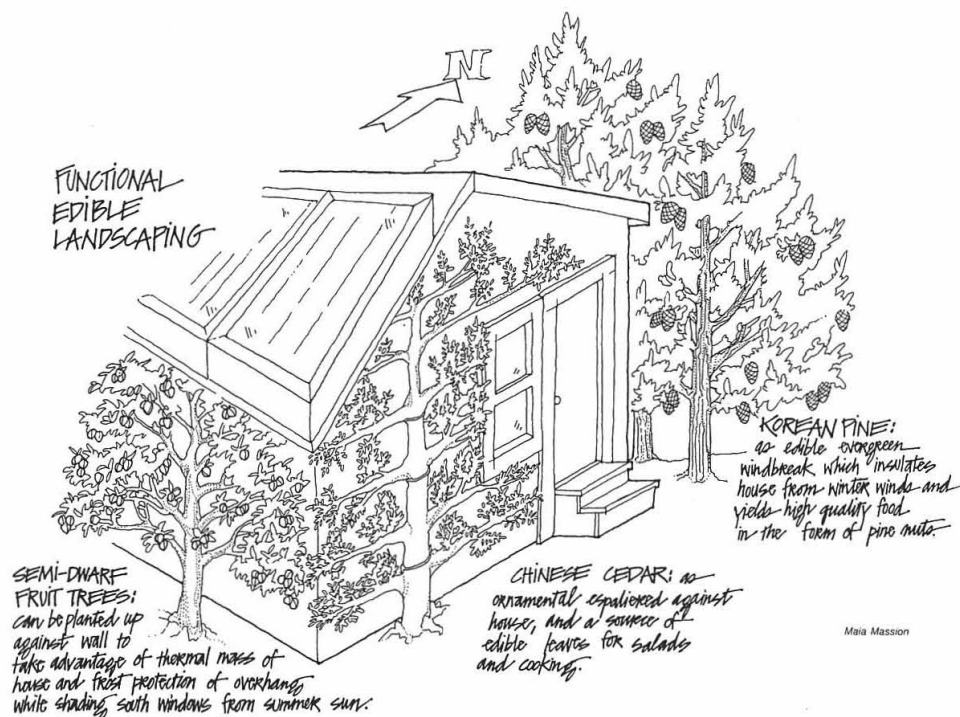 N
FUNCTIONAL
EDIBLE
LANDSCAPING
KOREAN PINE:
as edible evergreen
windbreak which insulates
house from winter winds and
yields high quality food
in the form of pine nuts.
SEMI-DWARF
FRUIT TREES:
can be planted up
against wall to
take advantage of thermal mass of
house and frost protection of overhang
while shading south windows from summer sun.
CHINESE CEDAR: as
ornamental espaliered against
house, and a source of
edible leaves for salads
and cooking.
Maia Massion